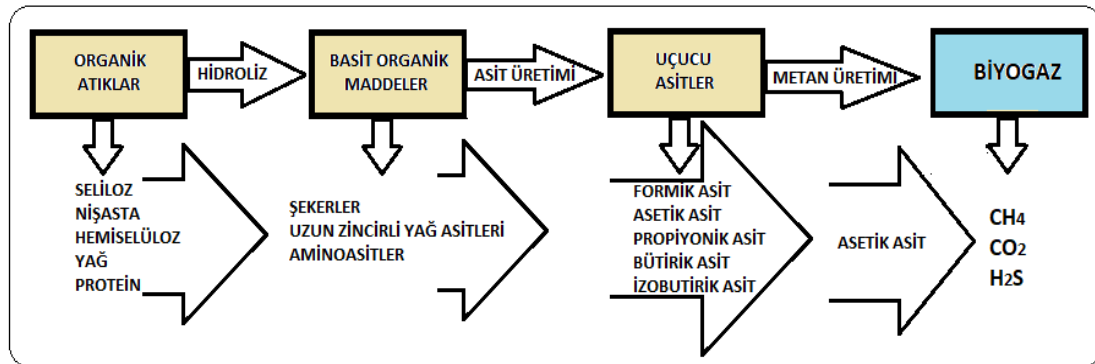 ORGANİK
ATIKLAR
HİDROLİZ
BASİT ORGANİK
MADDELER
ASİT ÜRETİMİ
UÇUCU
ASİTLER
METAN ÜRETİMİ
BİYOGAZ
SELİLOZ
NİŞASTA
HEMİSELÜLOZ
YAĞ
PROTEİN
ŞEKERLER
UZUN ZİNCİRLİ YAĞ ASİTLERİ
AMİNOASİTLER
FORMİK ASİT
ASETİK ASİT
PROPİYONİK ASİT
BÜTİRİK ASİT
İZOBUTİRİK ASİT
ASETİK ASİT
CH4
CO2
H2S